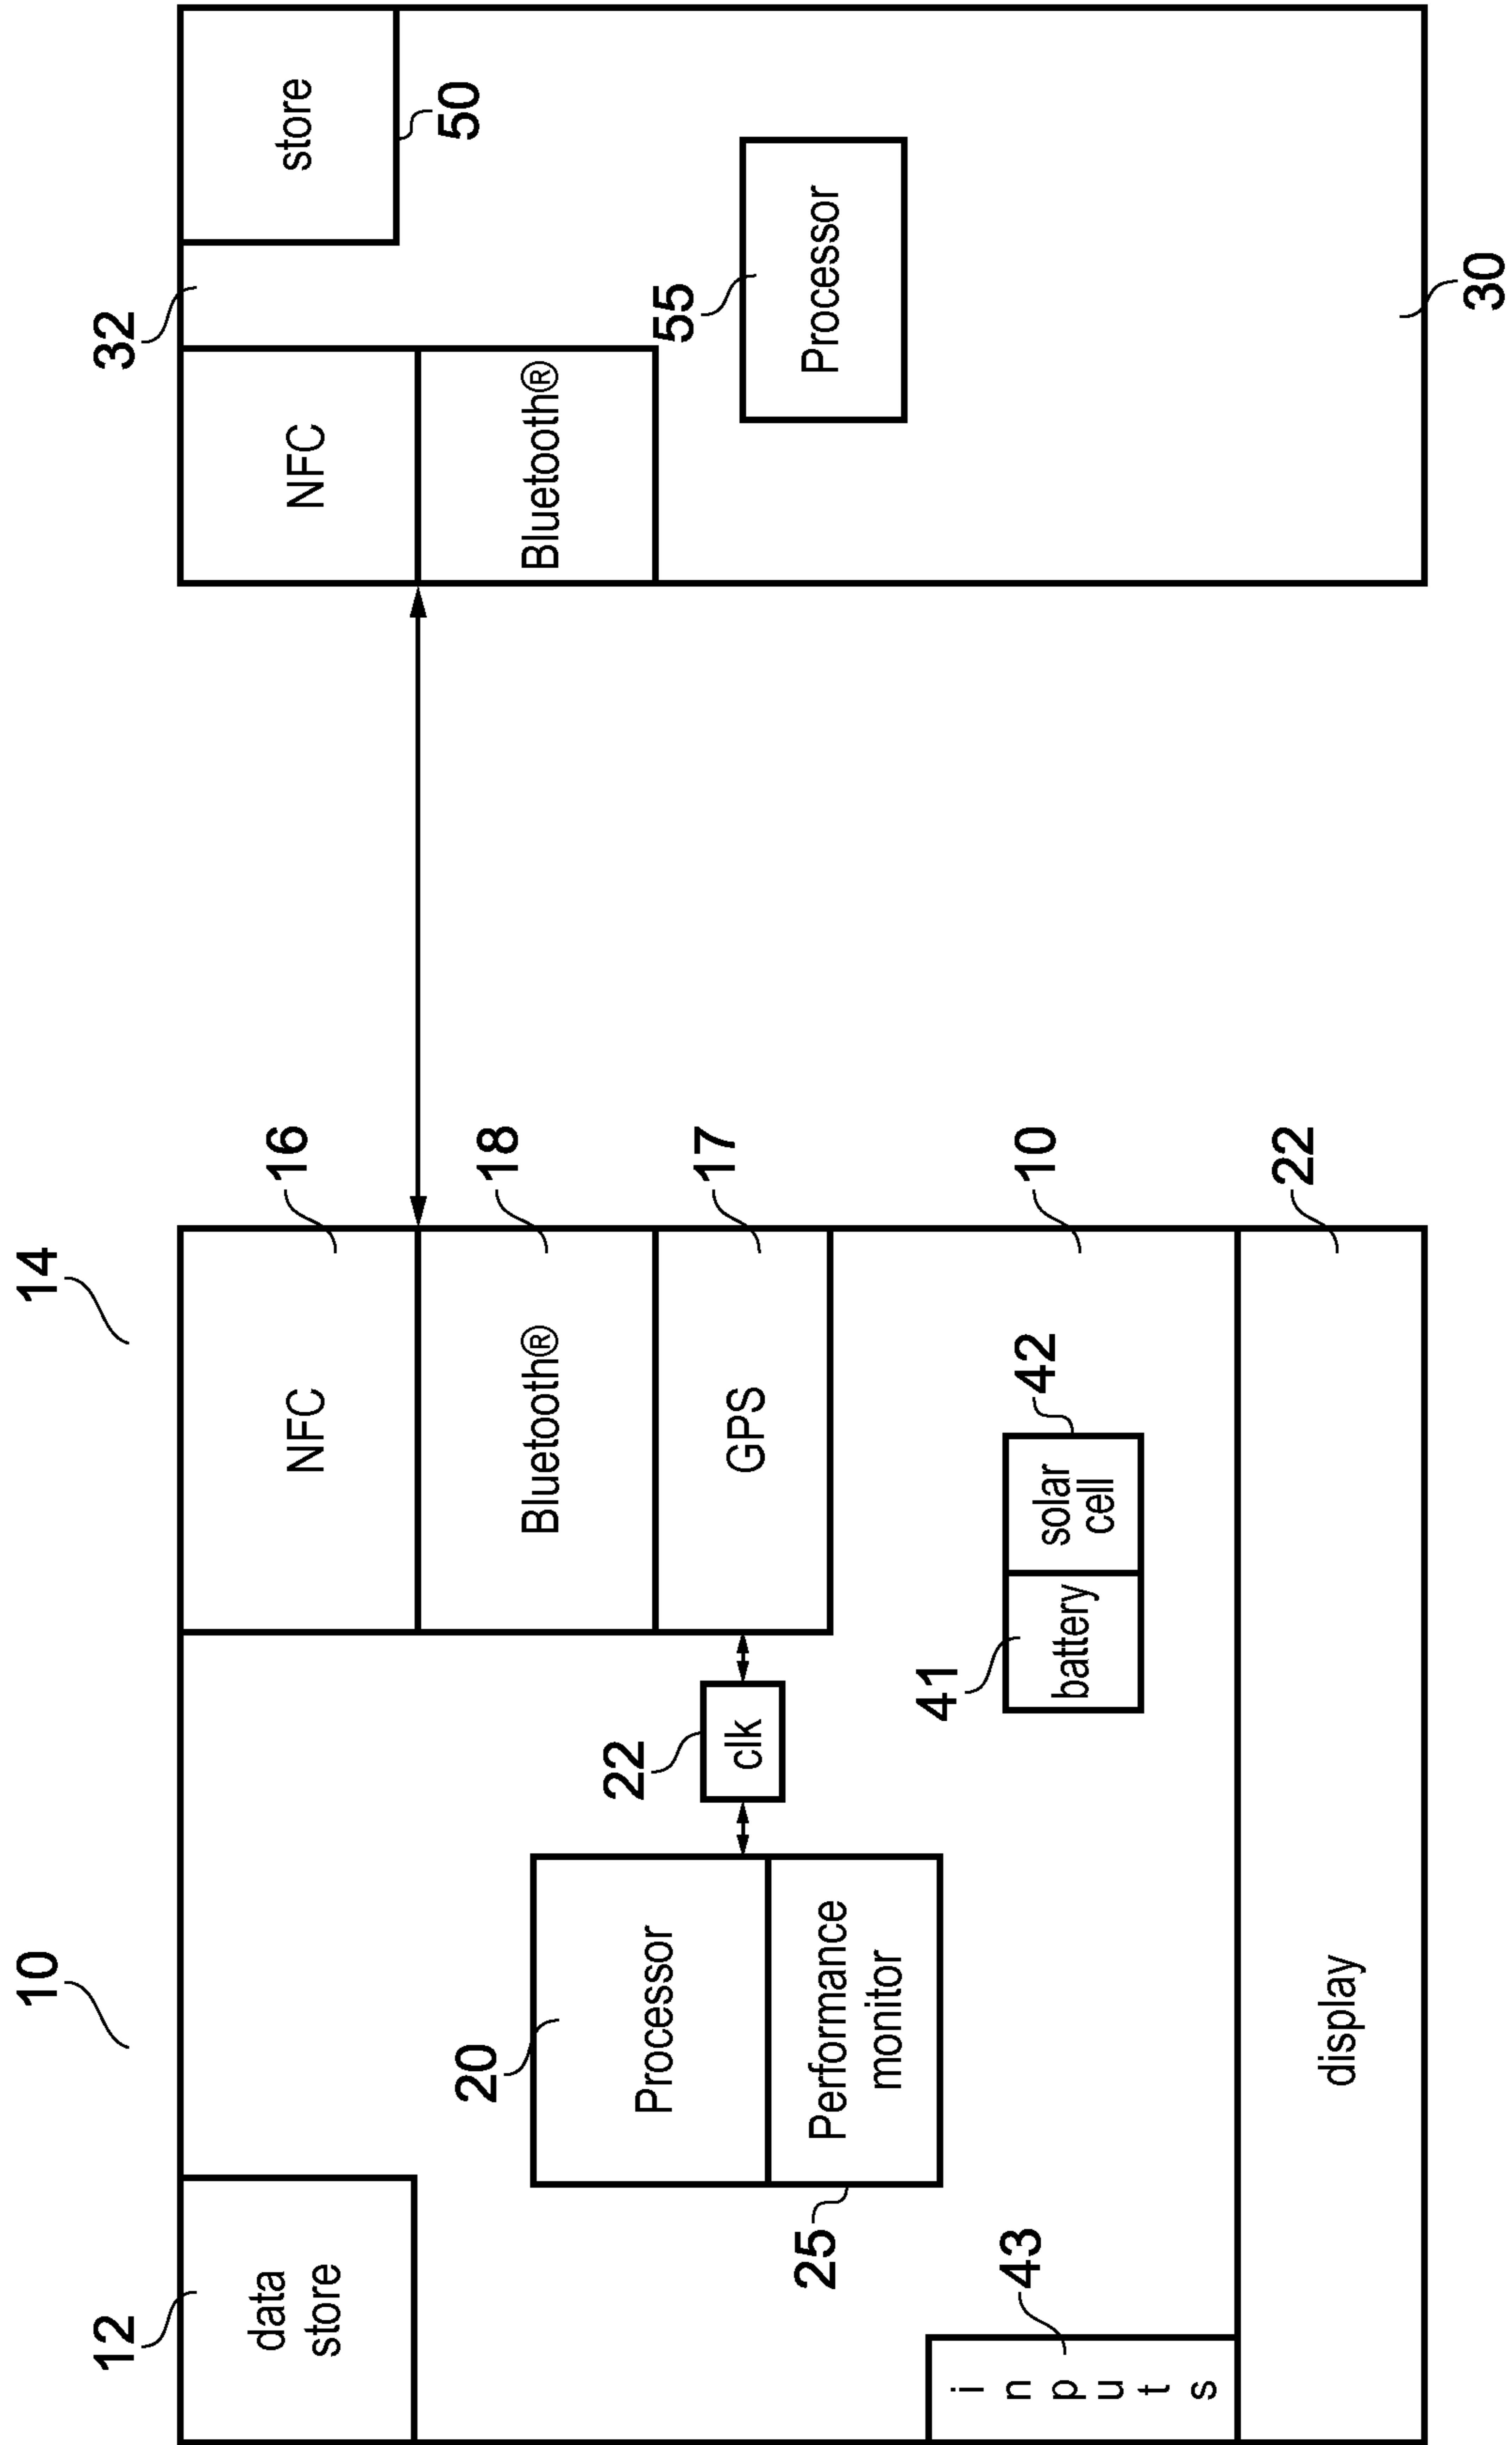 10
14
12
data
store
NFC
16
32
NFC
store
50
20
Processor
Bluetooth®
18
Bluetooth®
22
clk
GPS
17
55
Processor
25
Performance
monitor
41
battery
solar
cell
42
10
43
i
n
p
u
t
s
display
22
30